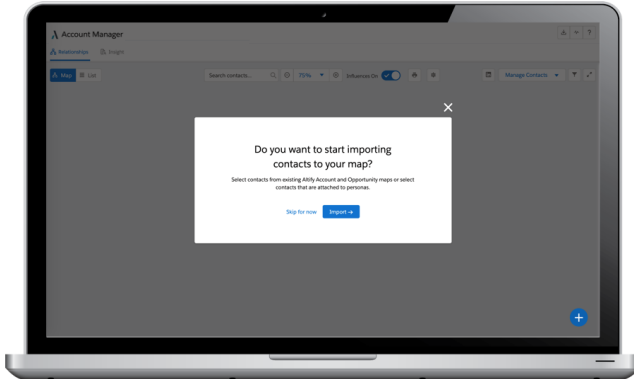 Account Manager
Relationships Insight
Map List Search contacts... 75% Influences On Manage Contacts
Do you want to start importing
contacts to your map?
Select contacts from existing Altify Account and Opportunity maps or select
contacts that are attached to personas.
Skip for now Import →